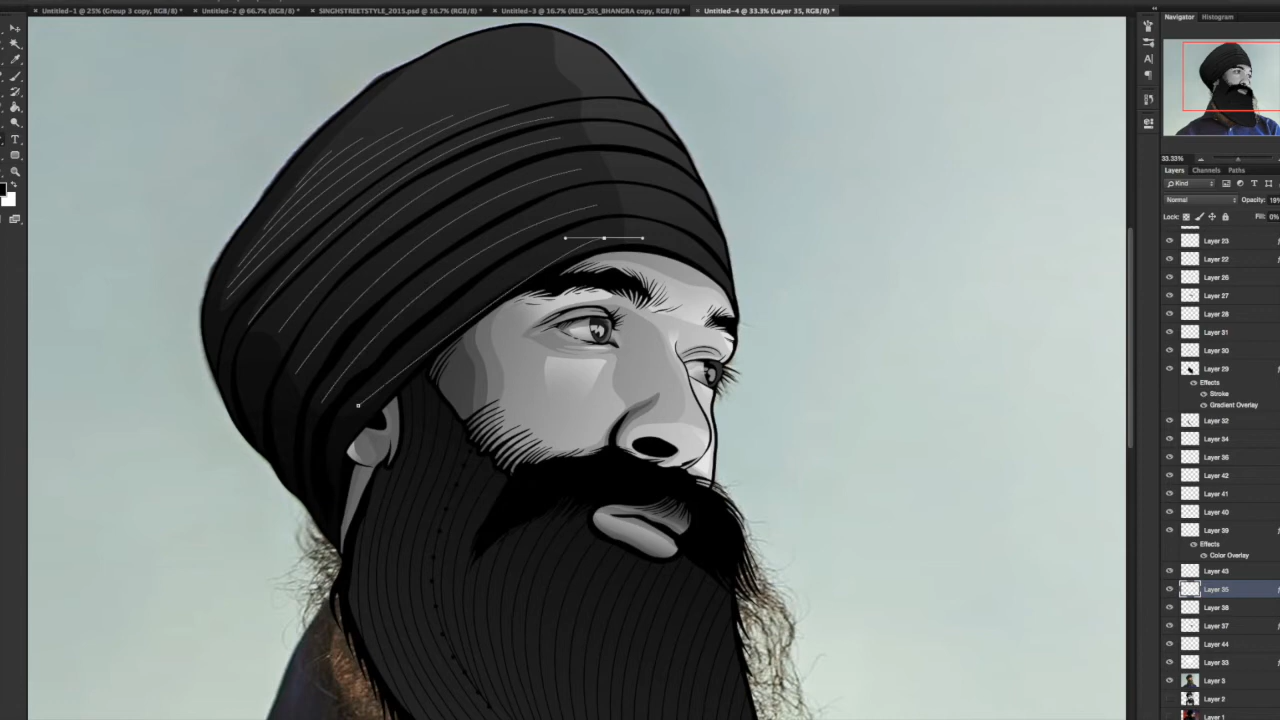 Untitled-1 @ 25% (Group 3 copy, RGB/8) *
Untitled-2 @ 66.7% (RGB/8) *
SINGHSTREETSTYLE_2015.psd @ 16.7% (RGB/8) *
Untitled-3 @ 16.7% (RED_SSS_BHANGRA copy, RGB/8) *
Untitled-4 @ 33.3% (Layer 35, RGB/8) *
Navigator Histogram
33.33%
Layers Channels Paths
Kind
Normal Opacity: 19%
Lock: Fill: 0%
Layer 23
Layer 22
Layer 26
Layer 27
Layer 28
Layer 31
Layer 30
Layer 29
Effects
Stroke
Gradient Overlay
Layer 32
Layer 34
Layer 36
Layer 42
Layer 41
Layer 40
Layer 39
Effects
Color Overlay
Layer 43
Layer 35
Layer 38
Layer 37
Layer 44
Layer 33
Layer 3
Layer 2
Layer 1